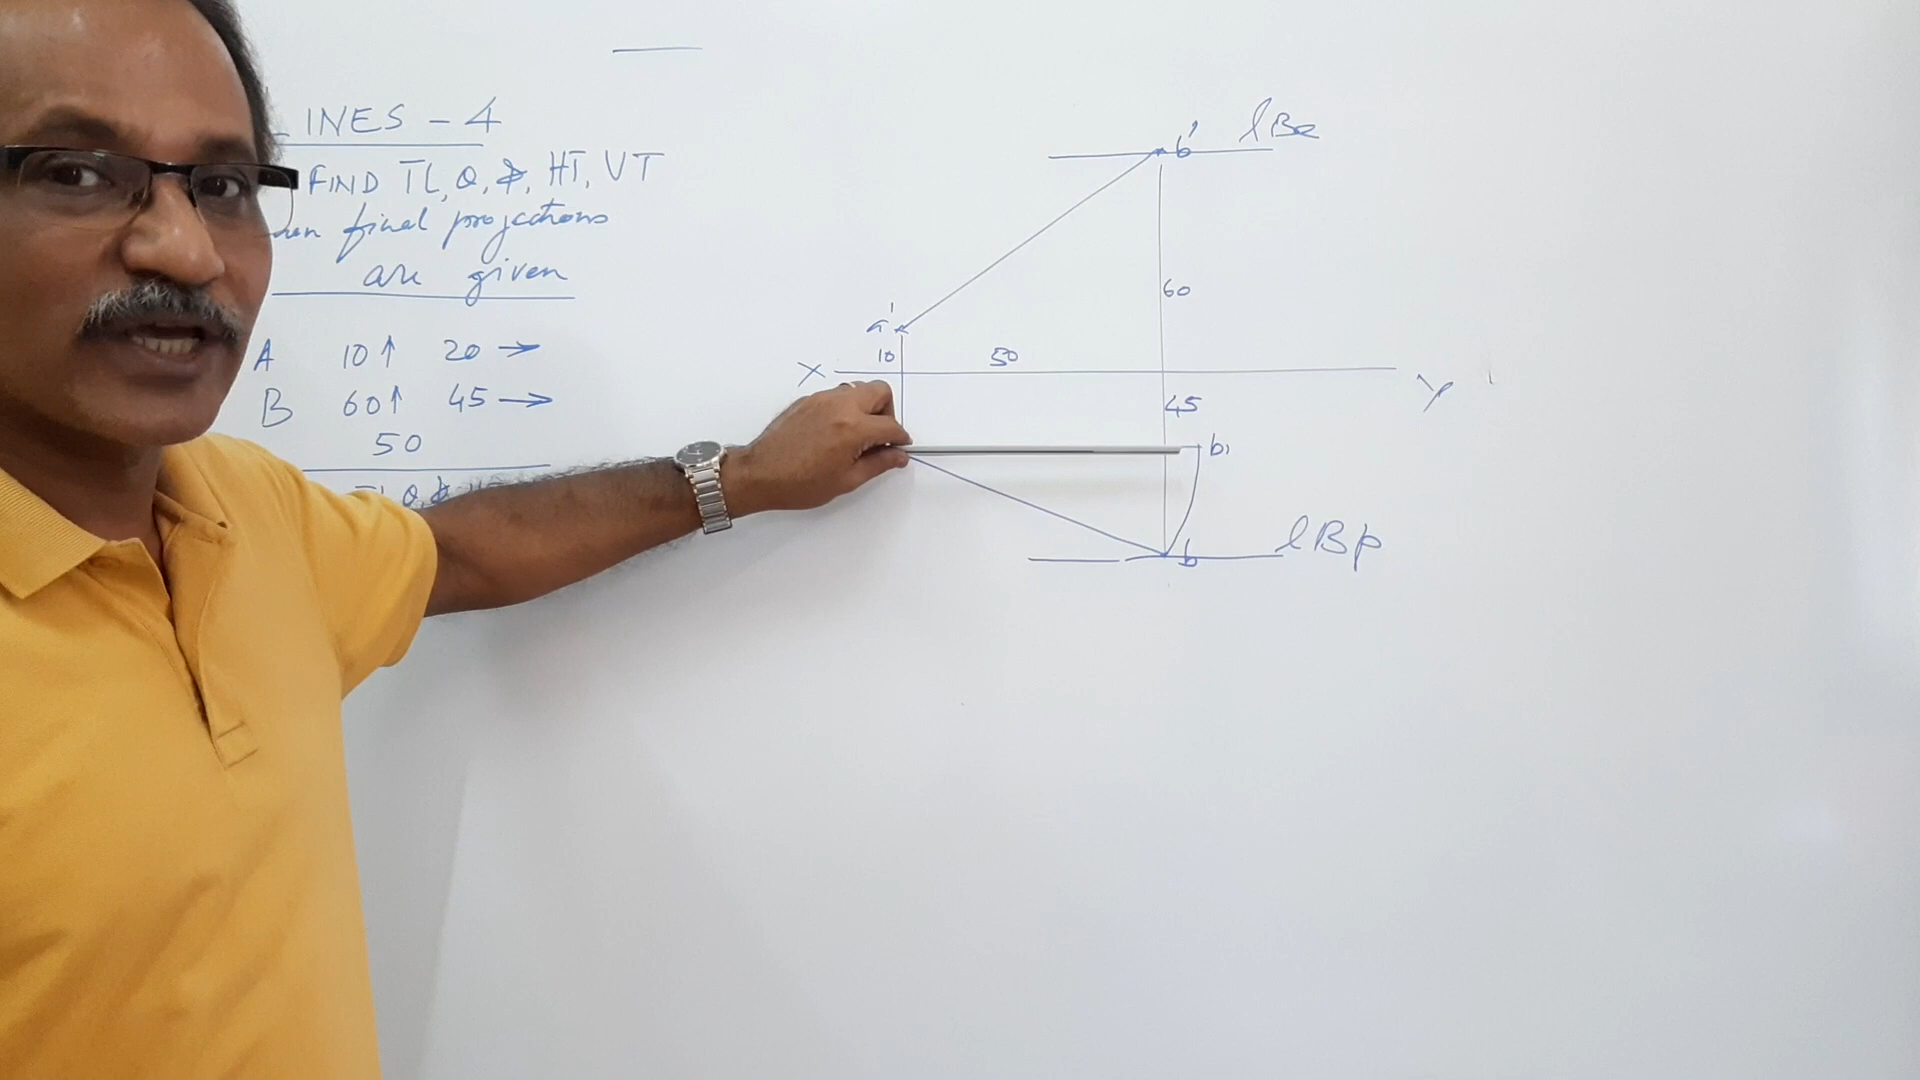 LINES - 4
FIND TL, θ, ϕ, HT, VT
final projections
are given
A 10↑ 20→
B 60↑ 45→
50
θ, ϕ
b' lBe
60
a'
10 50
X Y
45
b₁
b lBp